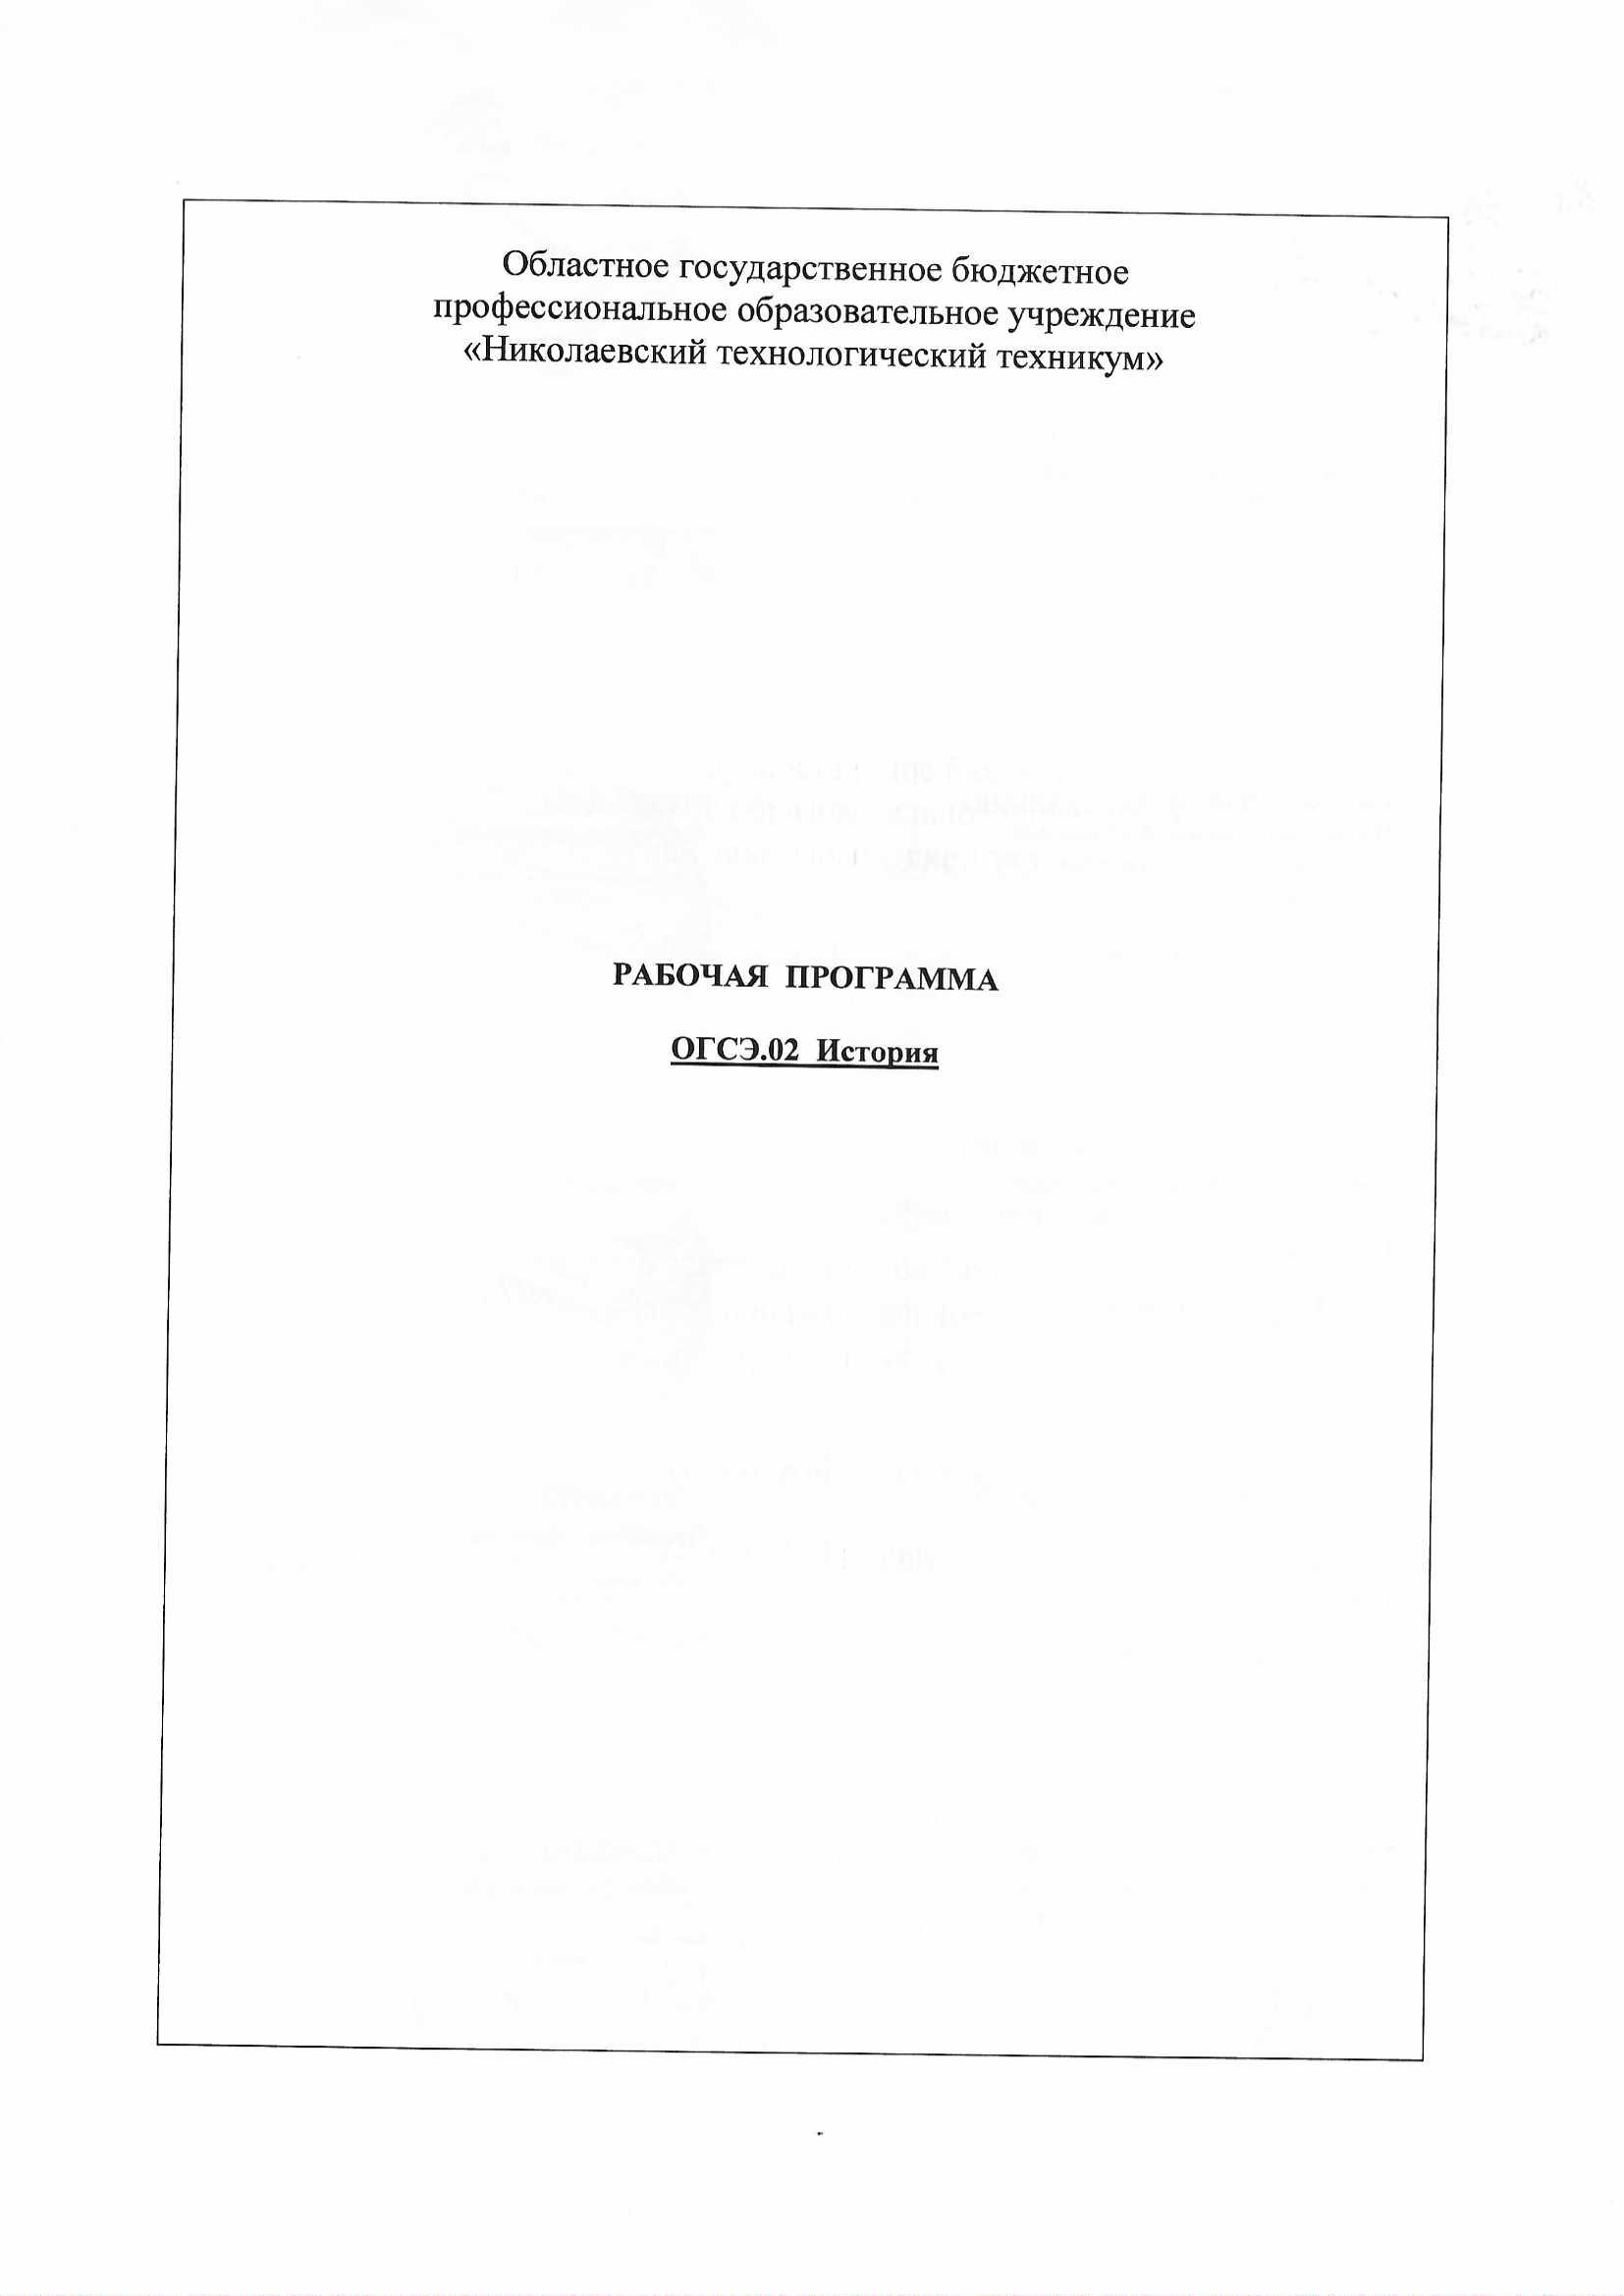 Областное государственное бюджетное
профессиональное образовательное учреждение
«Николаевский технологический техникум»
РАБОЧАЯ ПРОГРАММА
ОГСЭ.02 История